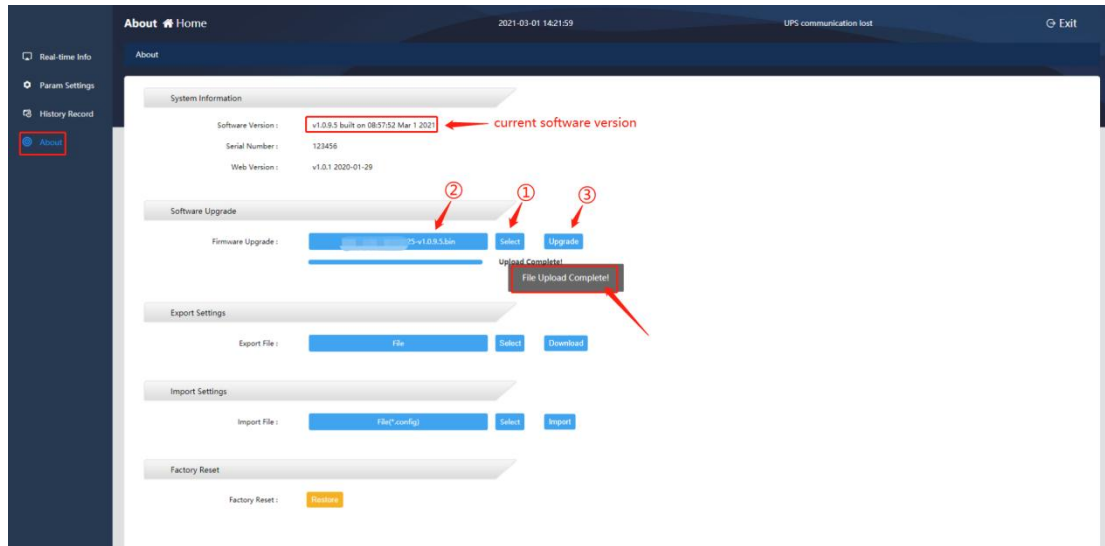 About Home 2021-03-01 14:21:59 UPS communication lost Exit
Real-time Info
About
Param Settings
History Record
About
System Information
Software Version : v1.0.9.5 built on 08:57:52 Mar 1 2021 current software version
Serial Number : 123456
Web Version : v1.0.1 2020-01-29
② ① ③
Software Upgrade
Firmware Upgrade : 25-v1.0.9.5.bin Select Upgrade
Upload Complete!
File Upload Complete!
Export Settings
Export File : File Select Download
Import Settings
Import File : File(*.config) Select Import
Factory Reset
Factory Reset : Restore